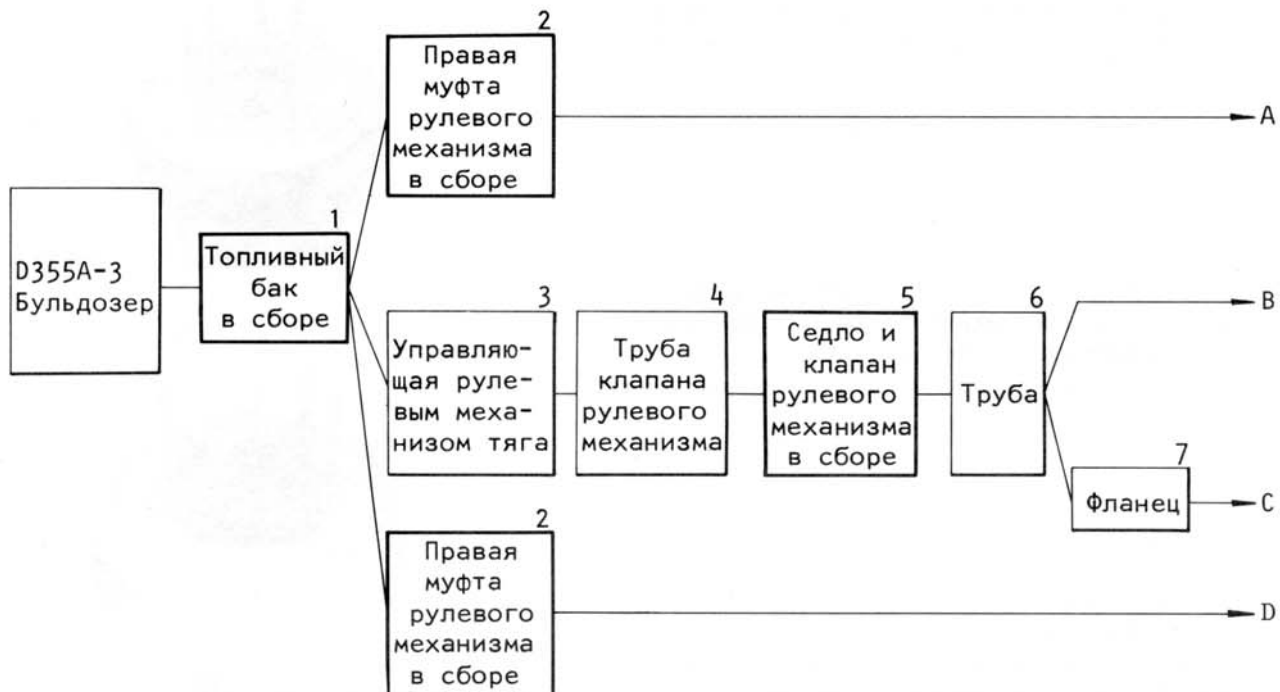 2
Правая
муфта
рулевого
механизма
в сборе
A
D355A-3
Бульдозер
1
Топливный
бак
в сборе
3
Управляю-
щая руле-
вым меха-
низом тяга
4
Труба
клапана
рулевого
механизма
5
Седло и
клапан
рулевого
механизма
в сборе
6
Труба
B
7
Фланец
C
2
Правая
муфта
рулевого
механизма
в сборе
D